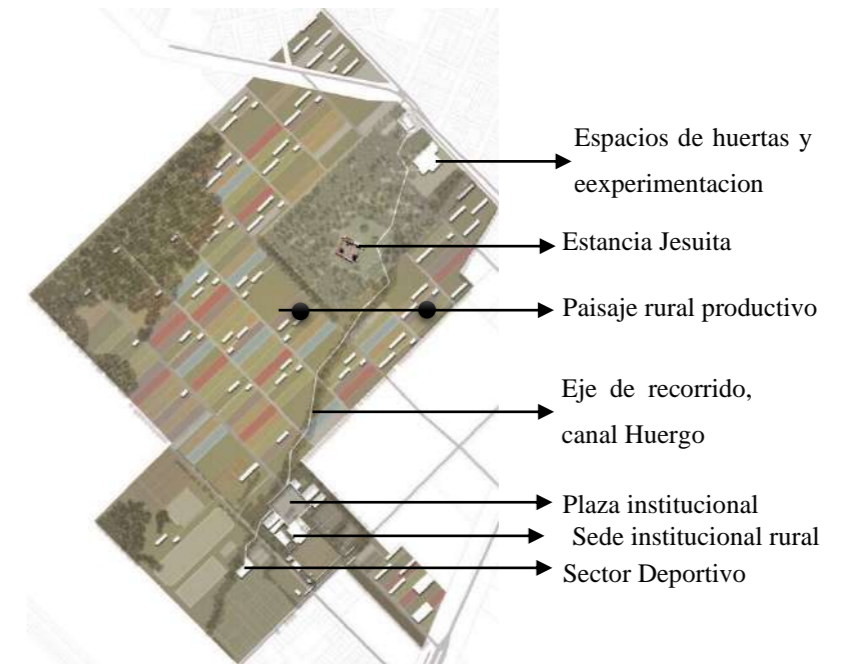 Espacios de huertas y
eexperimentacion
Estancia Jesuita
Paisaje rural productivo
Eje de recorrido,
canal Huergo
Plaza institucional
Sede institucional rural
Sector Deportivo